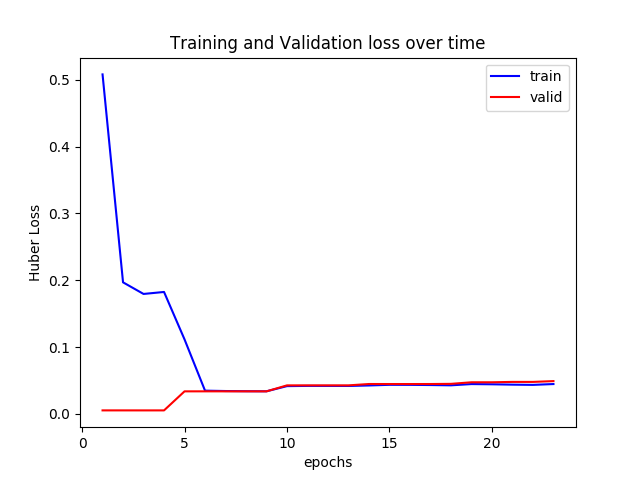 Training and Validation loss over time
train
valid
0.5
0.4
0.3
0.2
0.1
0.0
Huber Loss
0 5 10 15 20
epochs